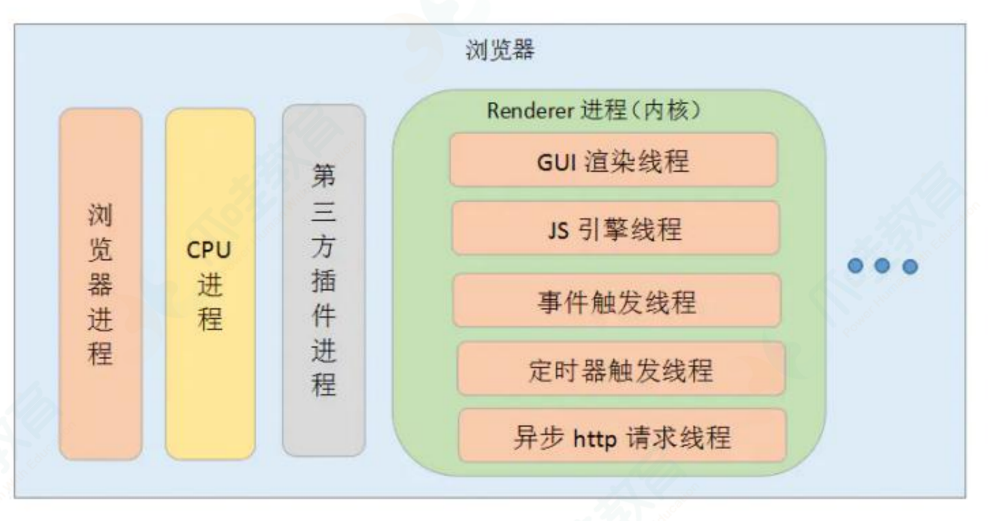 浏览器
浏览器进程
CPU
进程
第三方插件进程
Renderer 进程（内核）
GUI 渲染线程
JS 引擎线程
事件触发线程
定时器触发线程
异步 http 请求线程